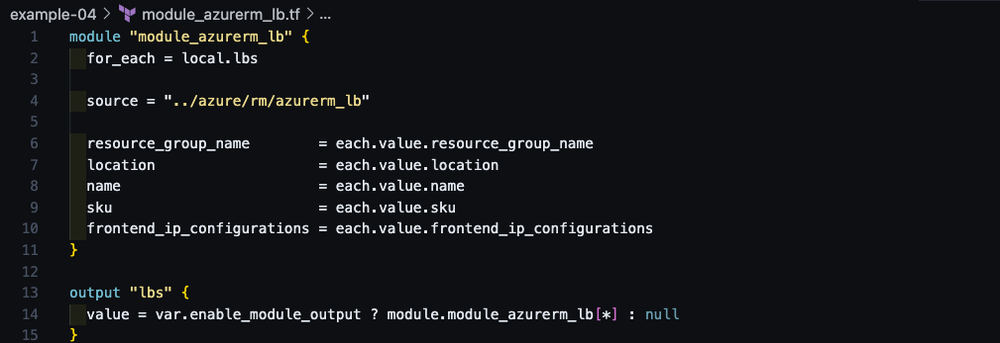 example-04 > module_azurerm_lb.tf > ...
1 module "module_azurerm_lb" {
2 for_each = local.lbs
3
4 source = "../azure/rm/azurerm_lb"
5
6 resource_group_name = each.value.resource_group_name
7 location = each.value.location
8 name = each.value.name
9 sku = each.value.sku
10 frontend_ip_configurations = each.value.frontend_ip_configurations
11 }
12
13 output "lbs" {
14 value = var.enable_module_output ? module.module_azurerm_lb[*] : null
15 }